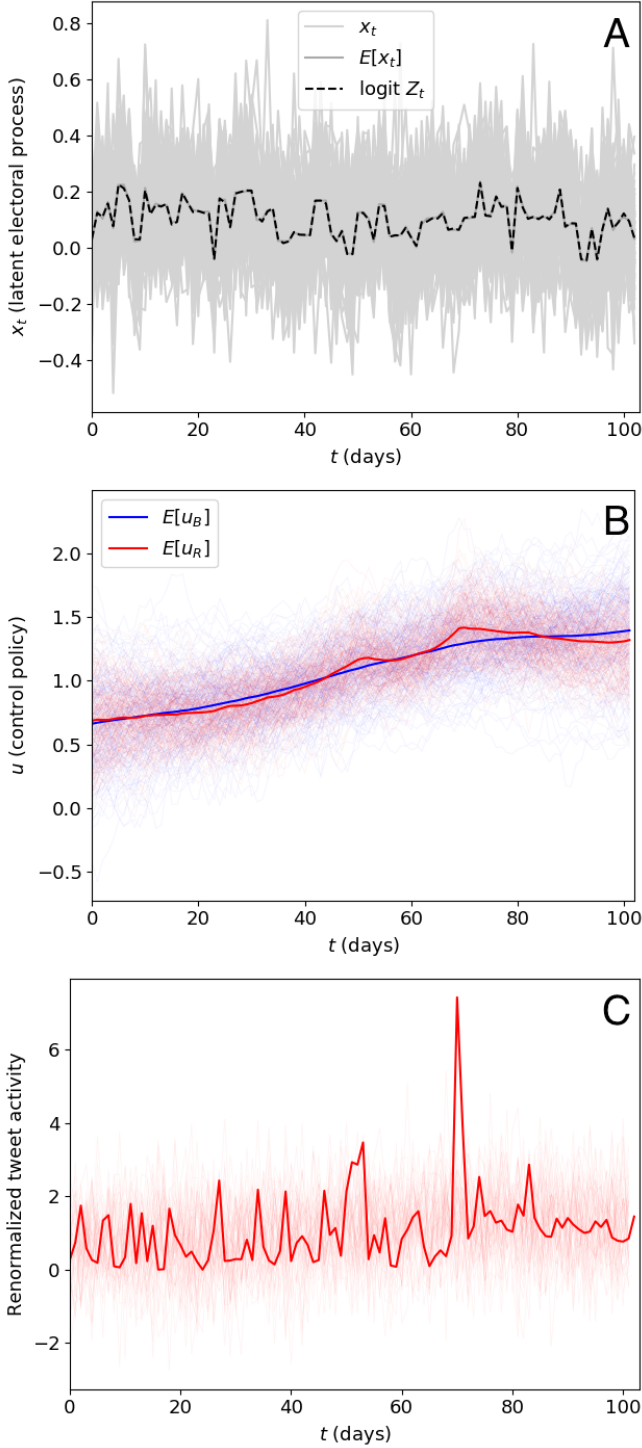 A
x_t
E[x_t]
logit Z_t
0.8
0.6
0.4
0.2
0.0
−0.2
−0.4
x_t (latent electoral process)
0 20 40 60 80 100
t (days)
B
E[u_B]
E[u_R]
2.0
1.5
1.0
0.5
0.0
−0.5
u (control policy)
0 20 40 60 80 100
t (days)
C
6
4
2
0
−2
Renormalized tweet activity
0 20 40 60 80 100
t (days)